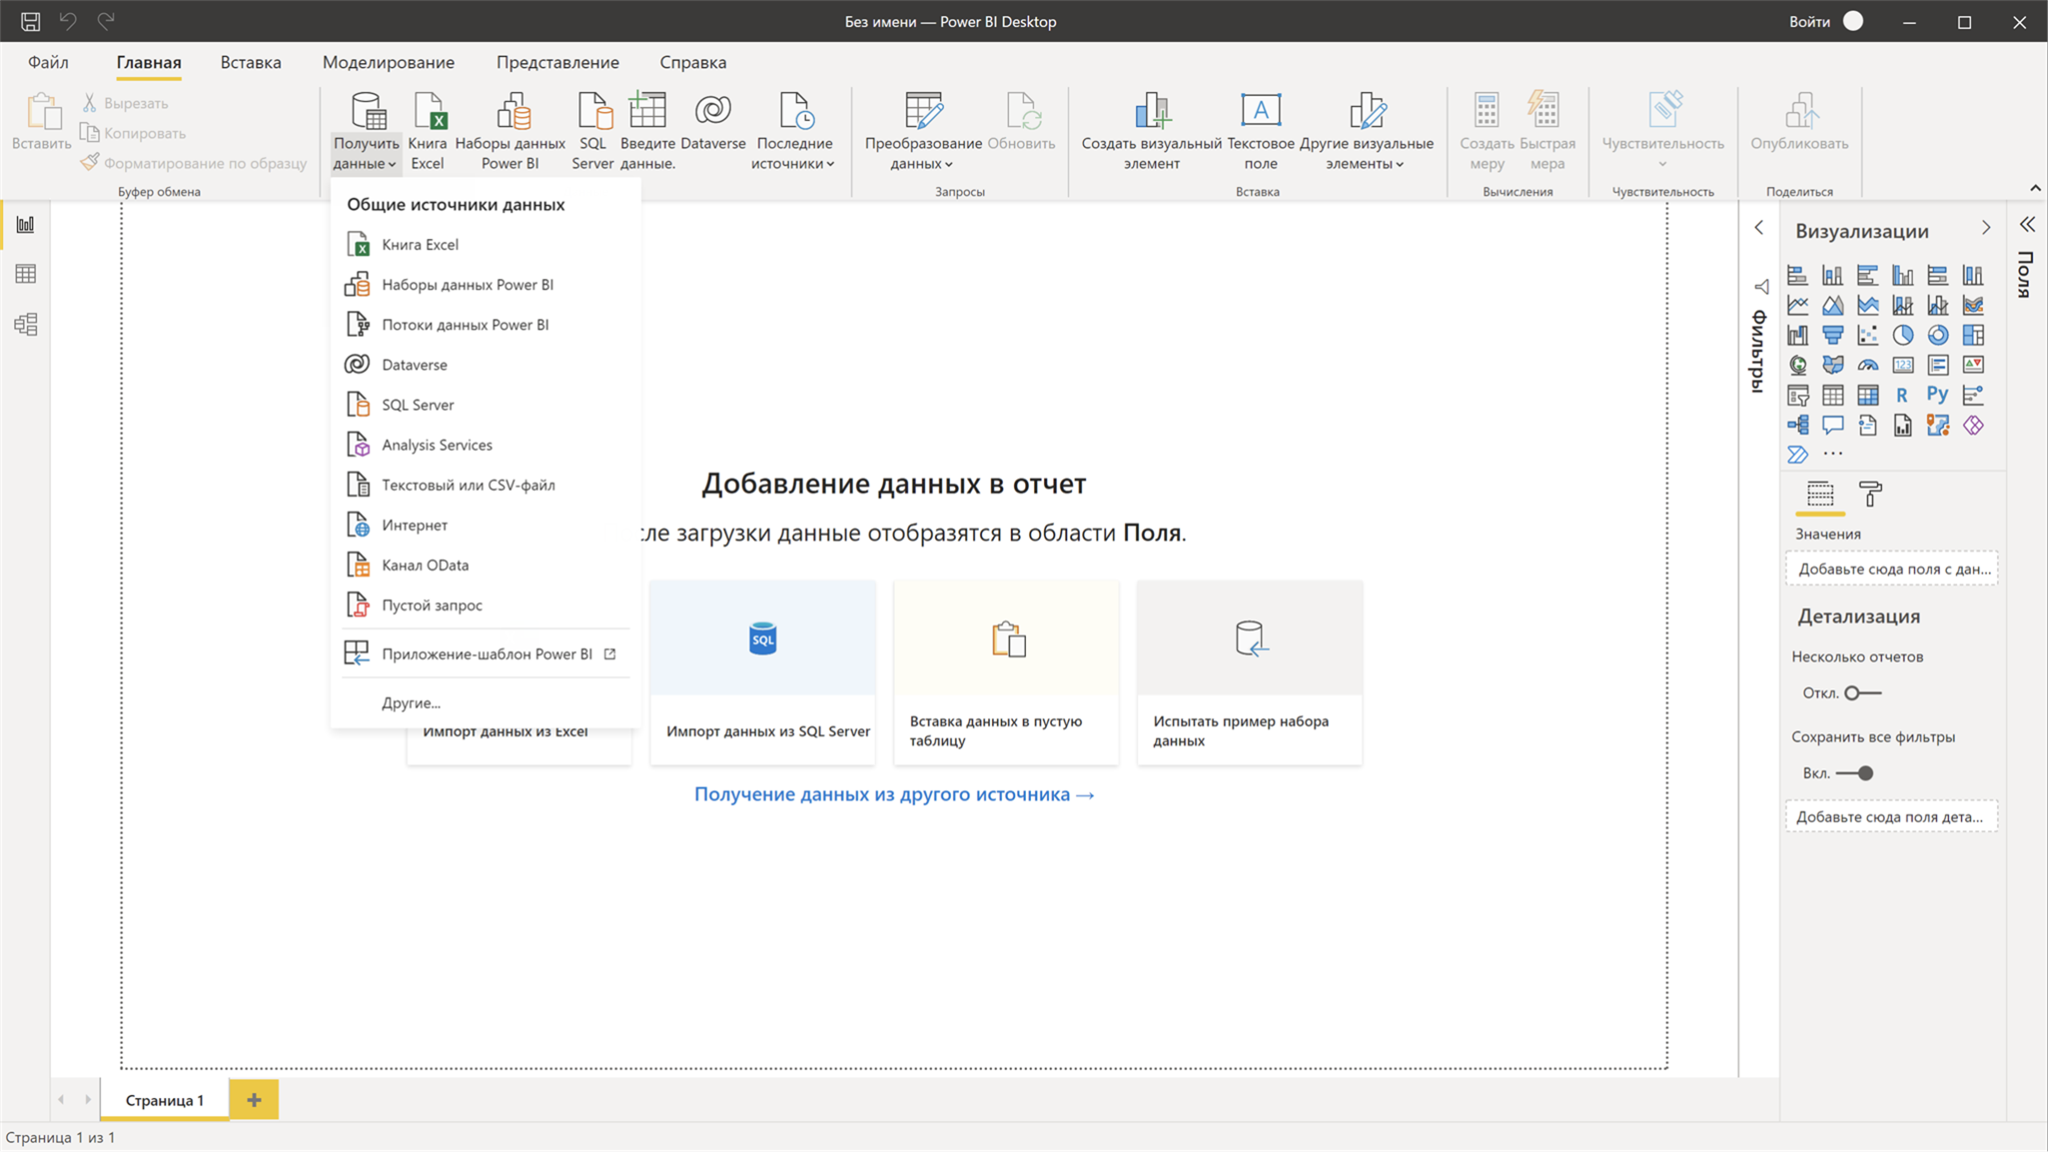 Без имени — Power BI Desktop
Войти
Файл
Главная
Вставка
Моделирование
Представление
Справка
Вставить
Вырезать
Копировать
Форматирование по образцу
Буфер обмена
Получить
данные
Книга
Excel
Наборы данных
Power BI
SQL
Server
Введите
данные.
Dataverse
Последние
источники
Преобразование
данных
Обновить
Запросы
Создать визуальный
элемент
Текстовое
поле
Другие визуальные
элементы
Вставка
Создать
меру
Быстрая
мера
Вычисления
Чувствительность
Чувствительность
Опубликовать
Поделиться
Общие источники данных
Книга Excel
Наборы данных Power BI
Потоки данных Power BI
Dataverse
SQL Server
Analysis Services
Текстовый или CSV-файл
Интернет
Канал OData
Пустой запрос
Приложение-шаблон Power BI
Другие...
Добавление данных в отчет
сле загрузки данные отобразятся в области Поля.
SQL
Импорт данных из Excel
Импорт данных из SQL Server
Вставка данных в пустую
таблицу
Испытать пример набора
данных
Получение данных из другого источника →
Фильтры
Визуализации
123
R
Py
Значения
Добавьте сюда поля с дан...
Детализация
Несколько отчетов
Откл.
Сохранить все фильтры
Вкл.
Добавьте сюда поля дета...
Поля
Страница 1
Страница 1 из 1